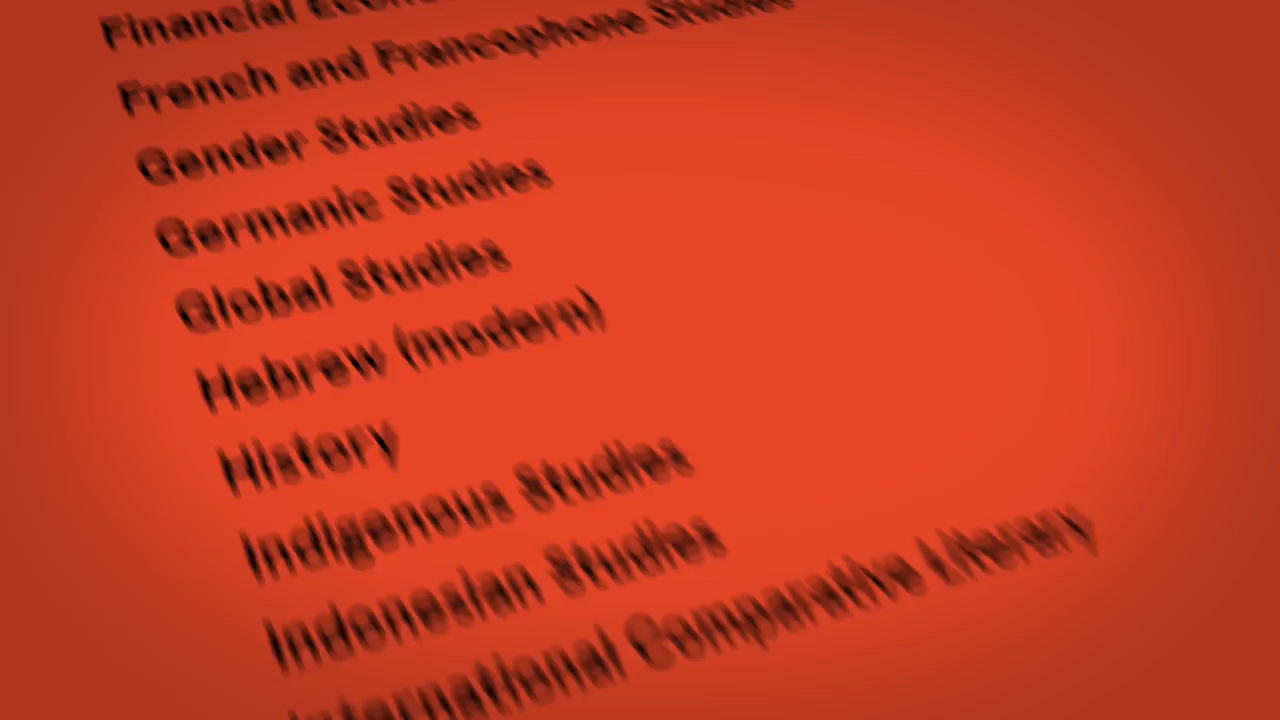 Financial
French and Francophone Studies
Gender Studies
Germanic Studies
Global Studies
Hebrew (modern)
History
Indigenous Studies
Indonesian Studies
International Comparative Literary